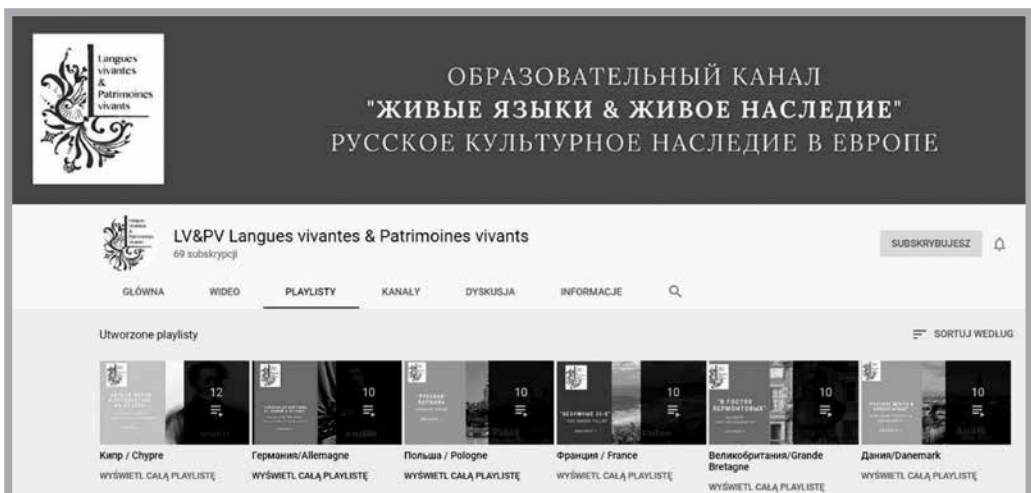 Langues
vivantes
&
Patrimoines
vivants
ОБРАЗОВАТЕЛЬНЫЙ КАНАЛ
"ЖИВЫЕ ЯЗЫКИ & ЖИВОЕ НАСЛЕДИЕ"
РУССКОЕ КУЛЬТУРНОЕ НАСЛЕДИЕ В ЕВРОПЕ
LV&PV Langues vivantes & Patrimoines vivants
69 subskrypcji
SUBSKRYBUJESZ
GŁÓWNA WIDEO PLAYLISTY KANAŁY DYSKUSJA INFORMACJE
Utworzone playlisty
SORTUJ WEDŁUG
12 10 10 10 10 10
Кипр / Chypre
WYŚWIETL CAŁĄ PLAYLISTĘ
Германия/Allemagne
WYŚWIETL CAŁĄ PLAYLISTĘ
Польша / Pologne
WYŚWIETL CAŁĄ PLAYLISTĘ
Франция / France
WYŚWIETL CAŁĄ PLAYLISTĘ
"В ГОСТЯХ
ЛЕРМОНТОВЫХ"
Великобритания/Grande
Bretagne
WYŚWIETL CAŁĄ PLAYLISTĘ
Дания/Danemark
WYŚWIETL CAŁĄ PLAYLISTĘ